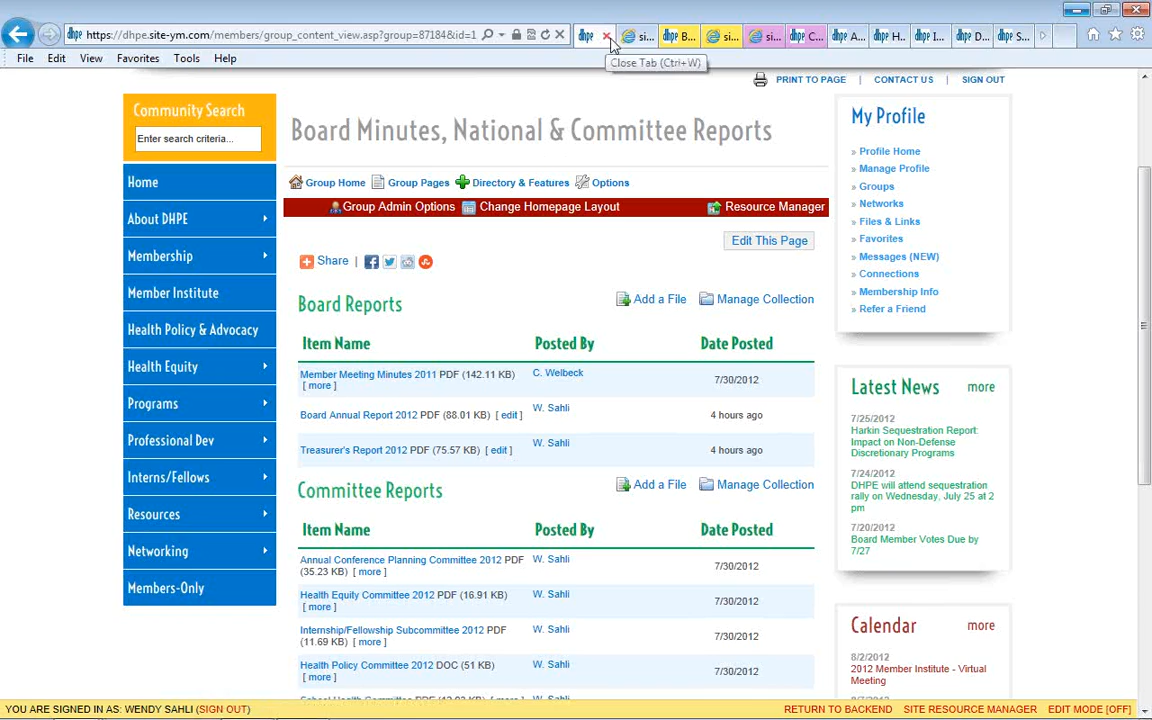 https://dhpe.site-ym.com/members/group_content_view.asp?group=87184&id=1
dhpe si... dhpe B... si... si... dhpe C... dhpe A... dhpe H... dhpe I... dhpe D... dhpe S...
File Edit View Favorites Tools Help
Close Tab (Ctrl+W)
PRINT TO PAGE | CONTACT US | SIGN OUT
Community Search
Enter search criteria...
Home
About DHPE
Membership
Member Institute
Health Policy & Advocacy
Health Equity
Programs
Professional Dev
Interns/Fellows
Resources
Networking
Members-Only
Board Minutes, National & Committee Reports
Group Home Group Pages Directory & Features Options
Group Admin Options Change Homepage Layout Resource Manager
Edit This Page
Share |
Board Reports Add a File Manage Collection
Item Name Posted By Date Posted
Member Meeting Minutes 2011 PDF (142.11 KB) C. Welbeck 7/30/2012
[ more ]
Board Annual Report 2012 PDF (88.01 KB) [ edit ] W. Sahli 4 hours ago
Treasurer's Report 2012 PDF (75.57 KB) [ edit ] W. Sahli 4 hours ago
Committee Reports Add a File Manage Collection
Item Name Posted By Date Posted
Annual Conference Planning Committee 2012 PDF W. Sahli 7/30/2012
(35.23 KB) [ more ]
Health Equity Committee 2012 PDF (16.91 KB) W. Sahli 7/30/2012
[ more ]
Internship/Fellowship Subcommittee 2012 PDF W. Sahli 7/30/2012
(11.69 KB) [ more ]
Health Policy Committee 2012 DOC (51 KB) W. Sahli 7/30/2012
[ more ]
My Profile
» Profile Home
» Manage Profile
» Groups
» Networks
» Files & Links
» Favorites
» Messages (NEW)
» Connections
» Membership Info
» Refer a Friend
Latest News more
7/25/2012
Harkin Sequestration Report:
Impact on Non-Defense
Discretionary Programs
7/24/2012
DHPE will attend sequestration
rally on Wednesday, July 25 at 2
pm
7/20/2012
Board Member Votes Due by
7/27
Calendar more
8/2/2012
2012 Member Institute - Virtual
Meeting
YOU ARE SIGNED IN AS: WENDY SAHLI (SIGN OUT) RETURN TO BACKEND SITE RESOURCE MANAGER EDIT MODE [OFF]